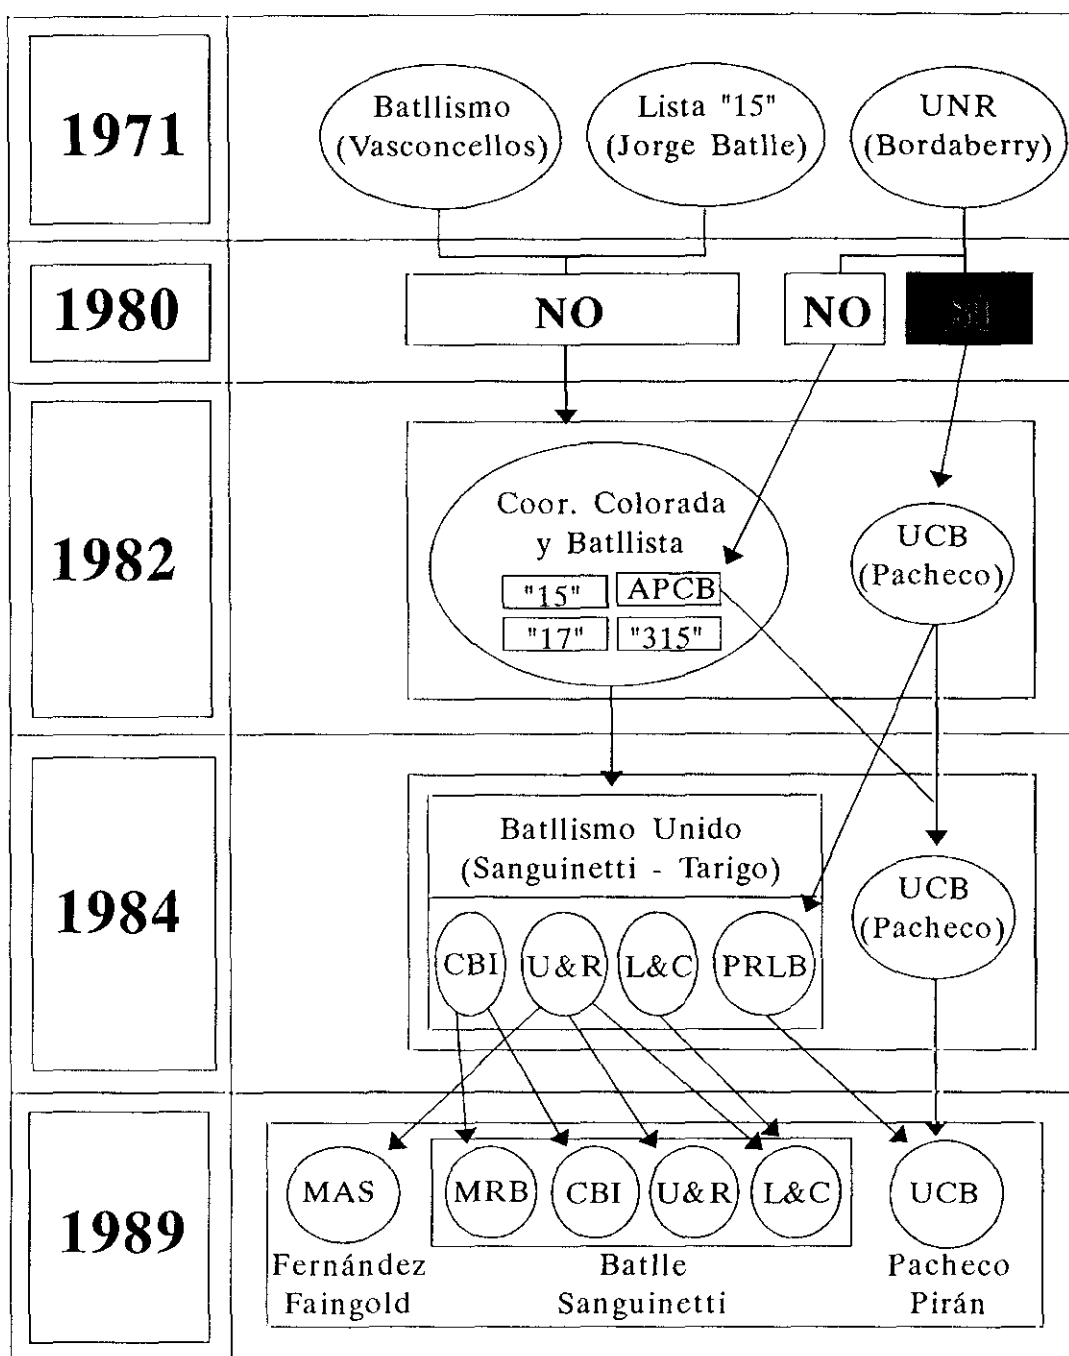 1971
Batllismo
(Vasconcellos)
Lista "15"
(Jorge Batlle)
UNR
(Bordaberry)
1980
NO
NO
1982
Coor. Colorada
y Batllista
"15"
APCB
"17"
"315"
UCB
(Pacheco)
1984
Batllismo Unido
(Sanguinetti - Tarigo)
CBI
U&R
L&C
PRLB
UCB
(Pacheco)
1989
MAS
MRB
CBI
U&R
L&C
UCB
Fernández
Faingold
Batlle
Sanguinetti
Pacheco
Pirán